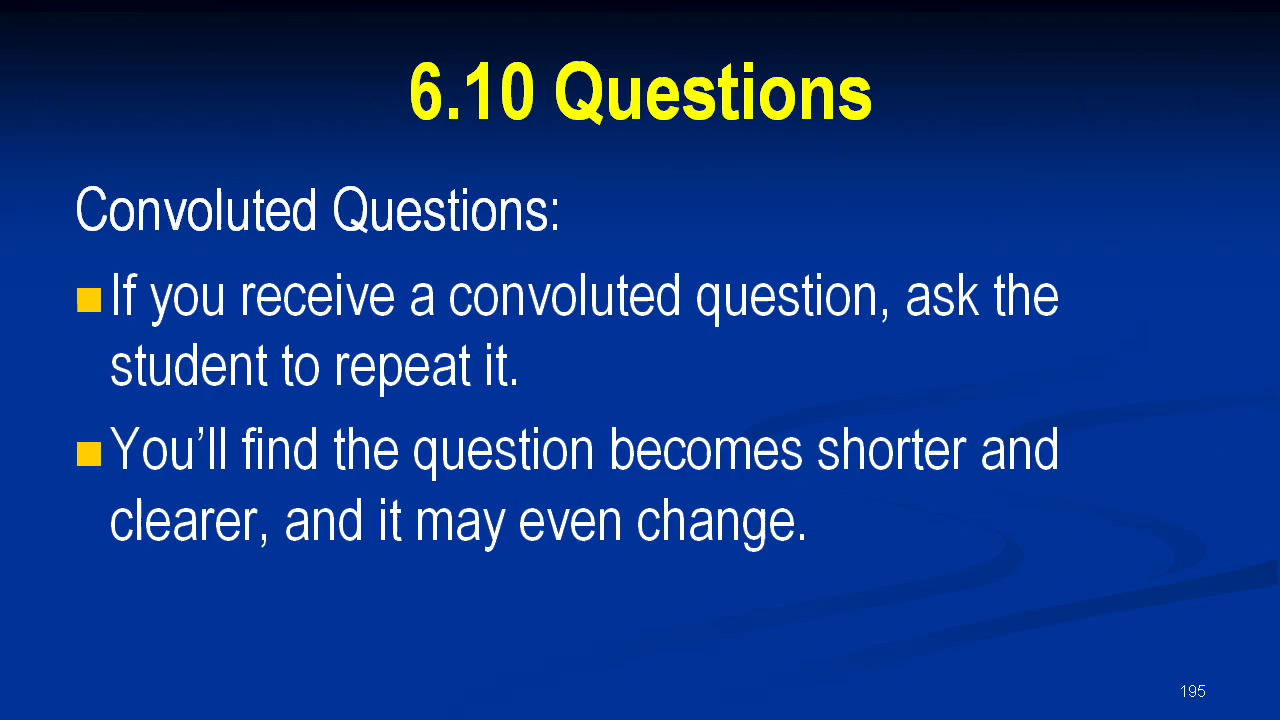 6.10 Questions
Convoluted Questions:
If you receive a convoluted question, ask the
student to repeat it.
You’ll find the question becomes shorter and
clearer, and it may even change.
195